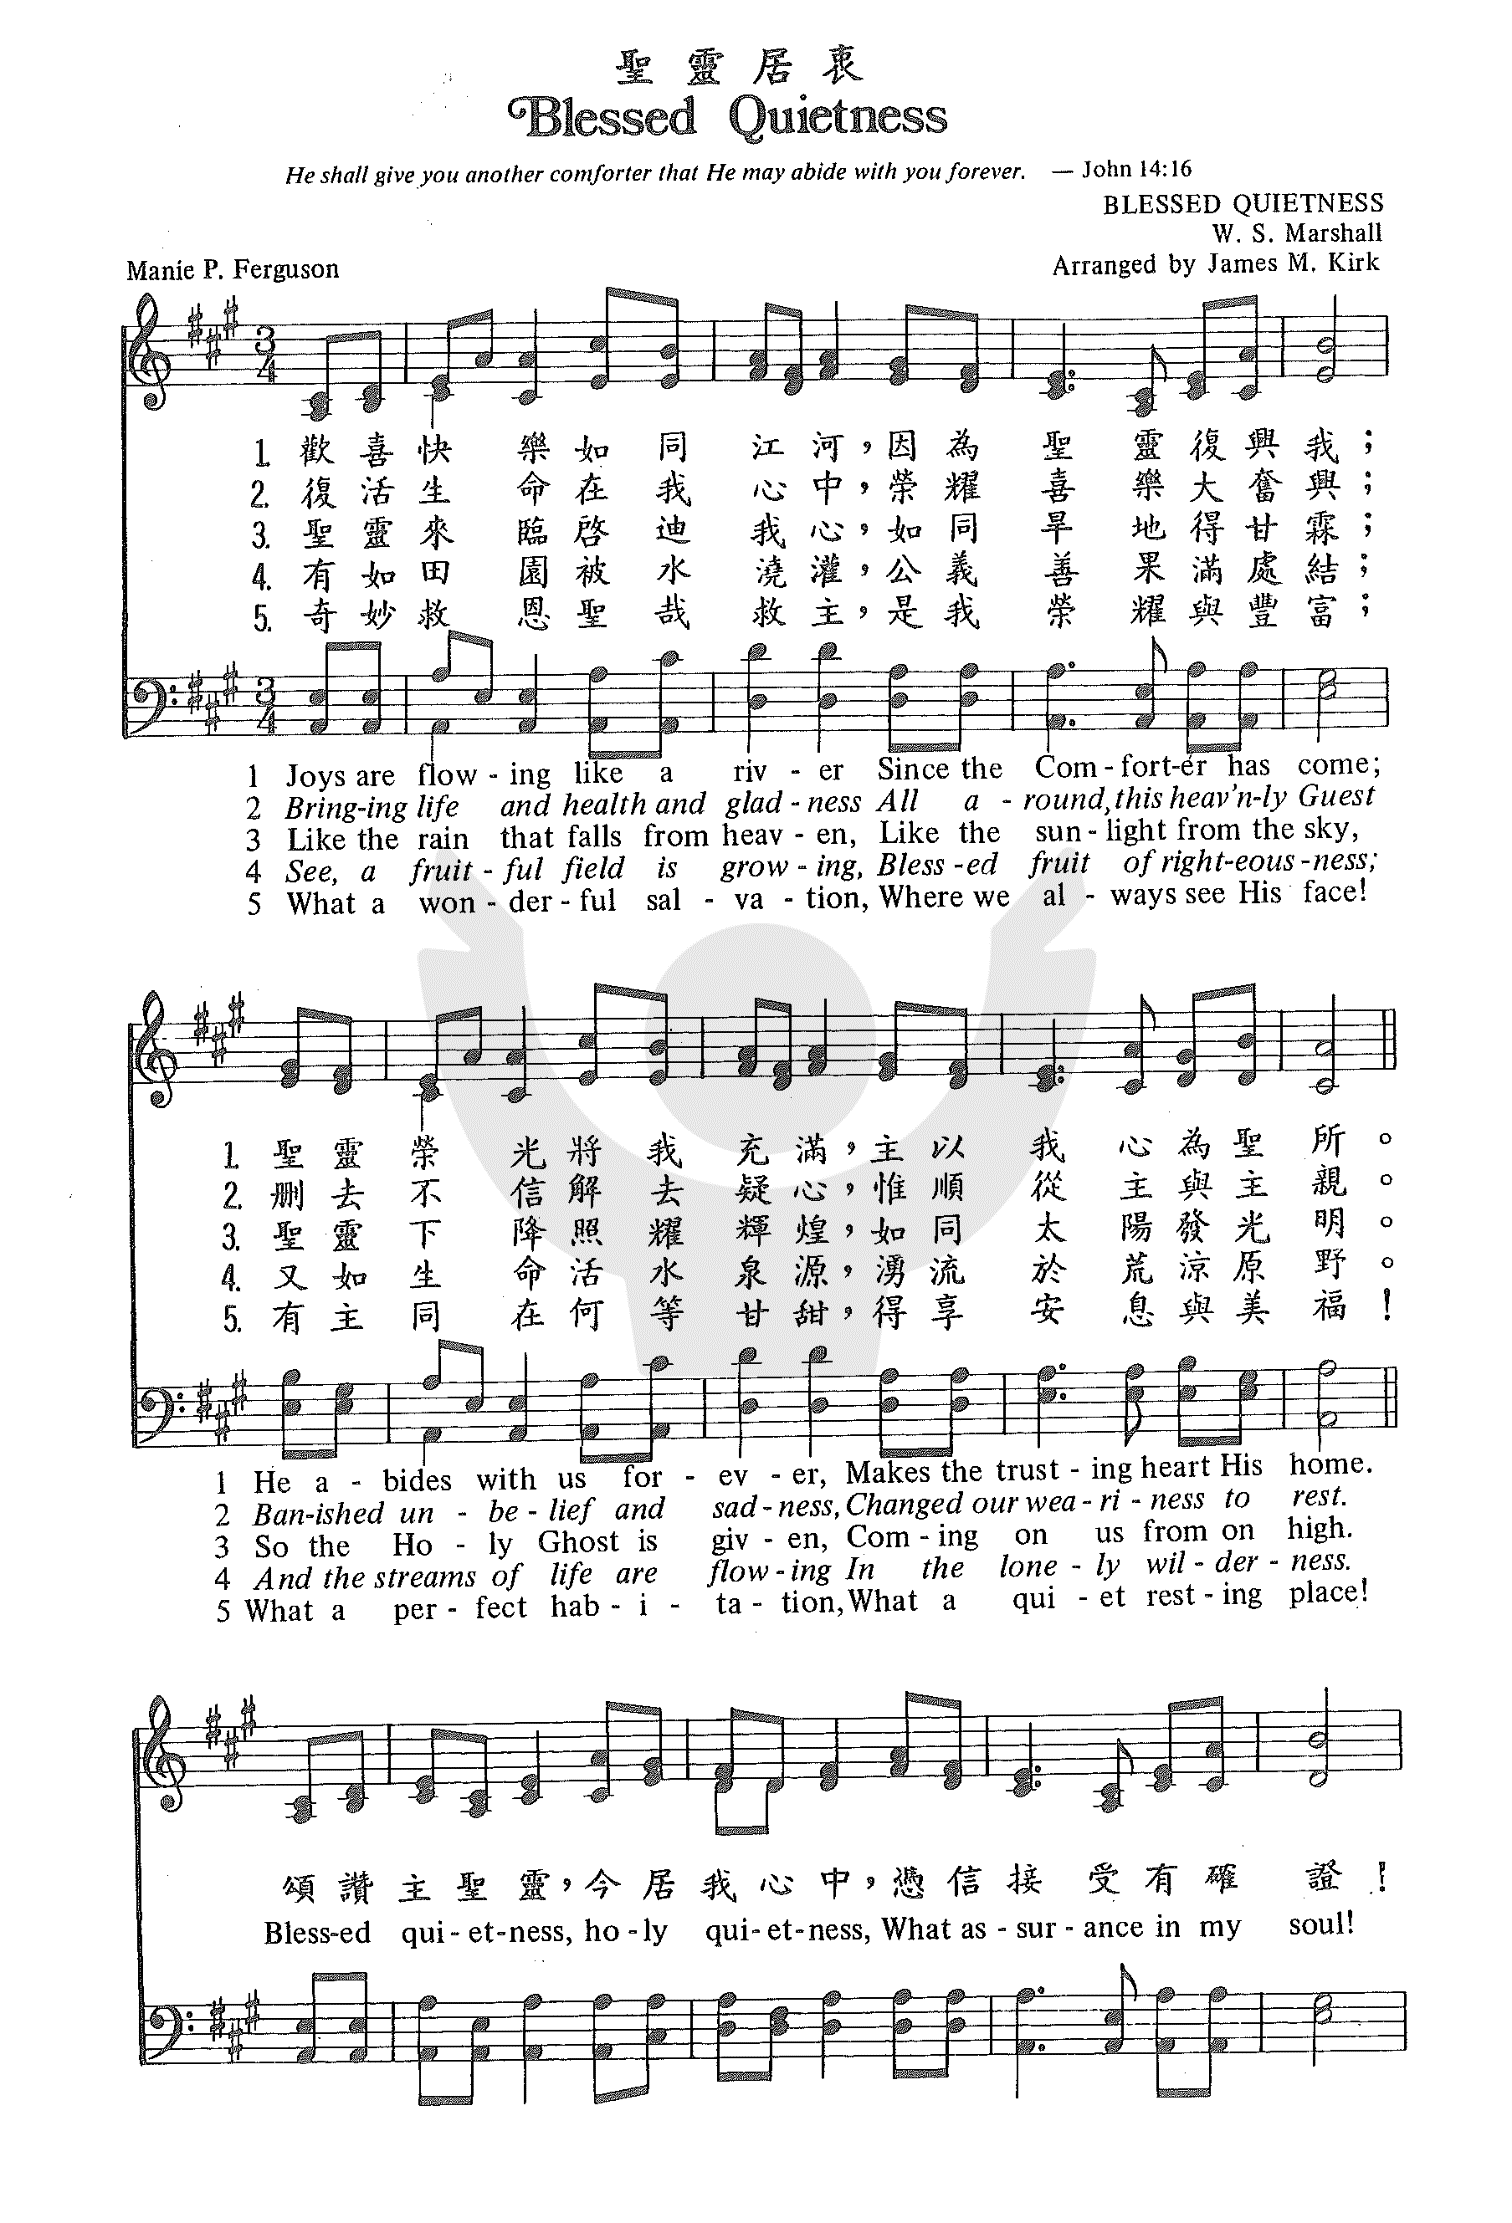 聖靈居衷
Blessed Quietness
He shall give you another comforter that He may abide with you forever. — John 14:16
BLESSED QUIETNESS
W. S. Marshall
Manie P. Ferguson
Arranged by James M. Kirk
3 4
1. 歡喜快樂如同江河，因為聖靈復興我；
2. 復活生命在我心中，榮耀喜樂大奮興；
3. 聖靈來臨啓迪我心，如同旱地得甘霖；
4. 有如田園被水澆灌，公義善果滿處結；
5. 奇妙救恩聖哉救主，是我榮耀與豐富；
3 4
1 Joys are flow - ing like a riv - er Since the Com - fort-er has come;
2 Bring-ing life and health and glad - ness All a - round, this heav'n-ly Guest
3 Like the rain that falls from heav - en, Like the sun - light from the sky,
4 See, a fruit - ful field is grow - ing, Bless -ed fruit of right-eous -ness;
5 What a won - der - ful sal - va - tion, Where we al - ways see His face!
1. 聖靈榮光將我充滿，主以我心為聖所。
2. 刪去不信解去疑心，惟順從主與主親。
3. 聖靈下降照耀輝煌，如同太陽發光明。
4. 又如生命活水泉源，湧流於荒涼原野。
5. 有主同在何等甘甜，得享安息與美福！
1 He a - bides with us for - ev - er, Makes the trust - ing heart His home.
2 Ban-ished un - be - lief and sad - ness, Changed our wea - ri - ness to rest.
3 So the Ho - ly Ghost is giv - en, Com - ing on us from on high.
4 And the streams of life are flow - ing In the lone - ly wil - der - ness.
5 What a per - fect hab - i - ta - tion, What a qui - et rest - ing place!
頌讚主聖靈，今居我心中，憑信接受有確證！
Bless-ed qui - et-ness, ho - ly qui - et-ness, What as - sur - ance in my soul!